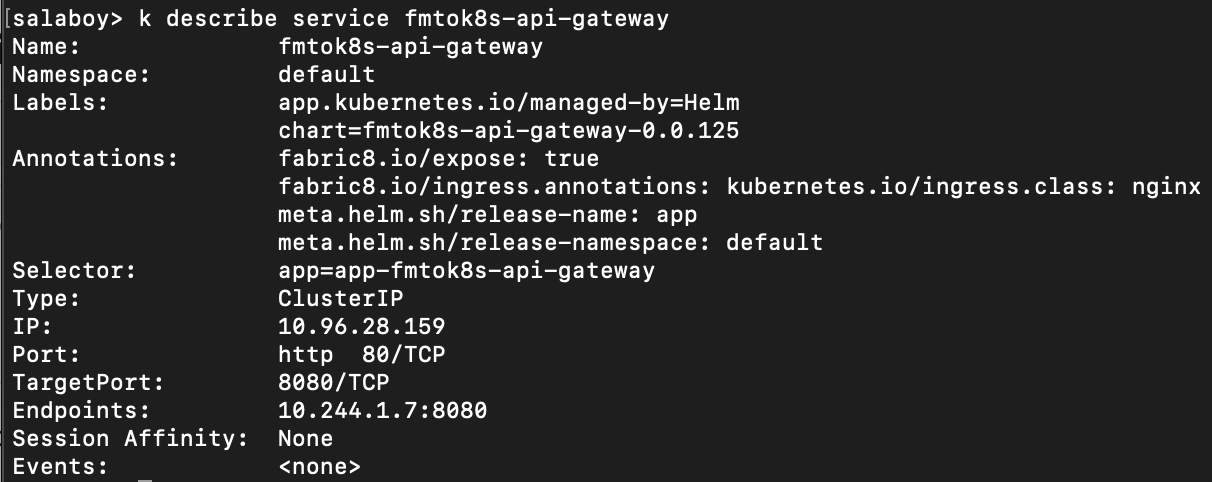 [salaboy> k describe service fmtok8s-api-gateway
Name:              fmtok8s-api-gateway
Namespace:         default
Labels:            app.kubernetes.io/managed-by=Helm
                   chart=fmtok8s-api-gateway-0.0.125
Annotations:       fabric8.io/expose: true
                   fabric8.io/ingress.annotations: kubernetes.io/ingress.class: nginx
                   meta.helm.sh/release-name: app
                   meta.helm.sh/release-namespace: default
Selector:          app=app-fmtok8s-api-gateway
Type:              ClusterIP
IP:                10.96.28.159
Port:              http  80/TCP
TargetPort:        8080/TCP
Endpoints:         10.244.1.7:8080
Session Affinity:  None
Events:            <none>